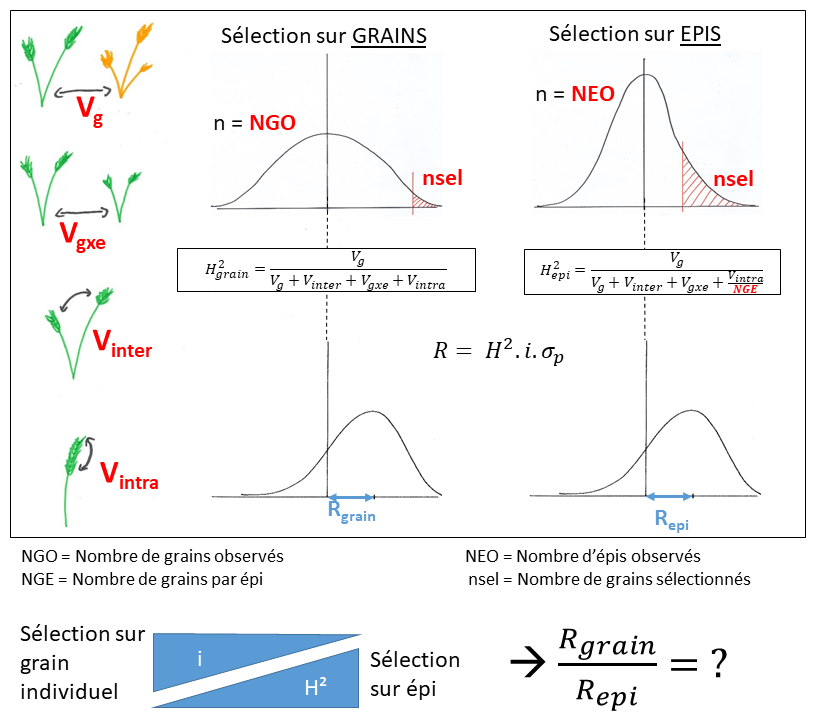 Sélection sur GRAINS
Sélection sur EPIS
n = NGO
n = NEO
nsel
nsel
Vg
Vgxe
Vinter
Vintra
H²grain = Vg / (Vg + Vinter + Vgxe + Vintra)
H²epi = Vg / (Vg + Vinter + Vgxe + Vintra/NGE)
R = H².i.σp
Rgrain
Repi
NGO = Nombre de grains observés
NEO = Nombre d'épis observés
NGE = Nombre de grains par épi
nsel = Nombre de grains sélectionnés
Sélection sur
grain
individuel
i
H²
Sélection
sur épi
→ Rgrain / Repi = ?